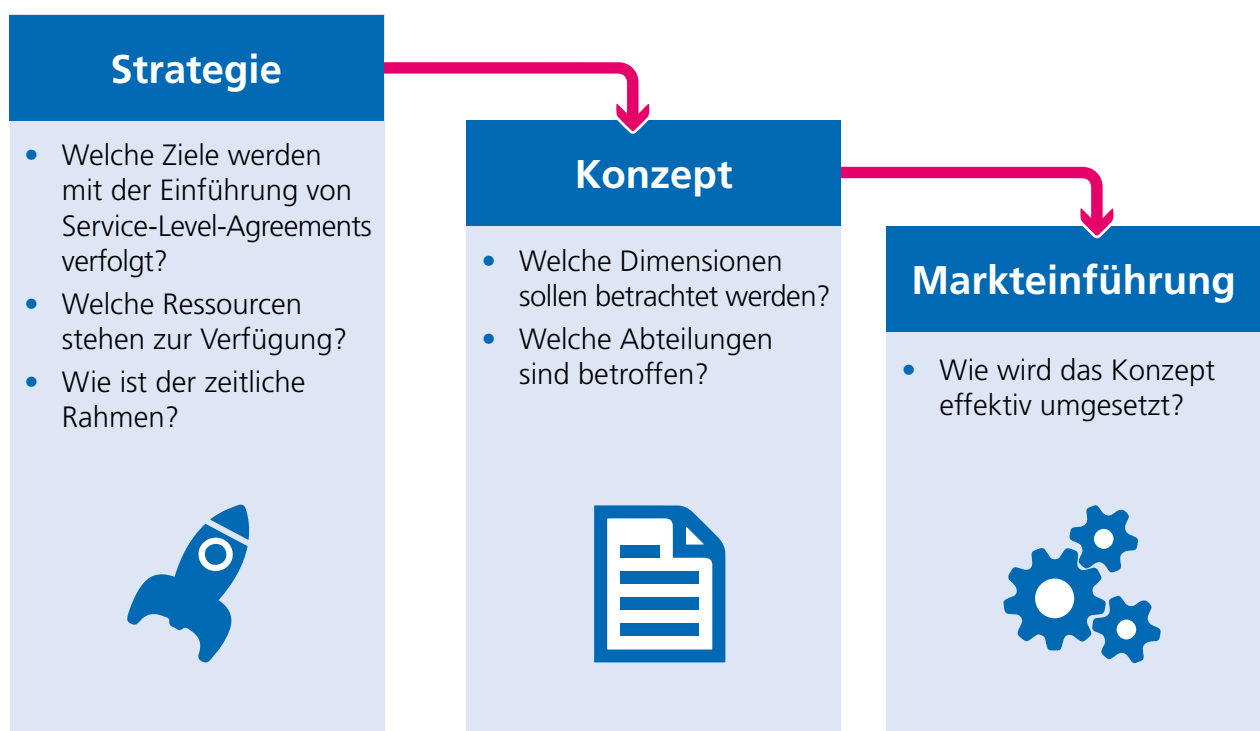 Strategie
• Welche Ziele werden
mit der Einführung von
Service-Level-Agreements
verfolgt?
• Welche Ressourcen
stehen zur Verfügung?
• Wie ist der zeitliche
Rahmen?
Konzept
• Welche Dimensionen
sollen betrachtet werden?
• Welche Abteilungen
sind betroffen?
Markteinführung
• Wie wird das Konzept
effektiv umgesetzt?